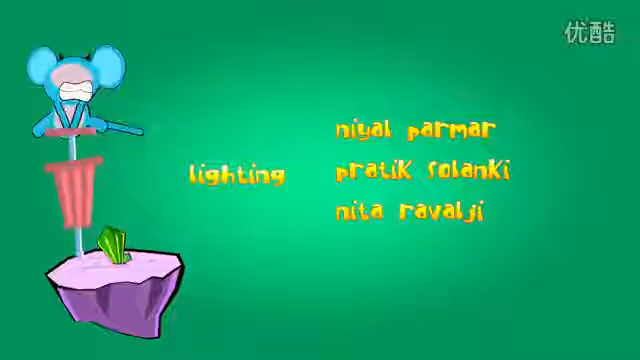 优酷
niyal parmar
lighting
pratik solanki
nita ravalji